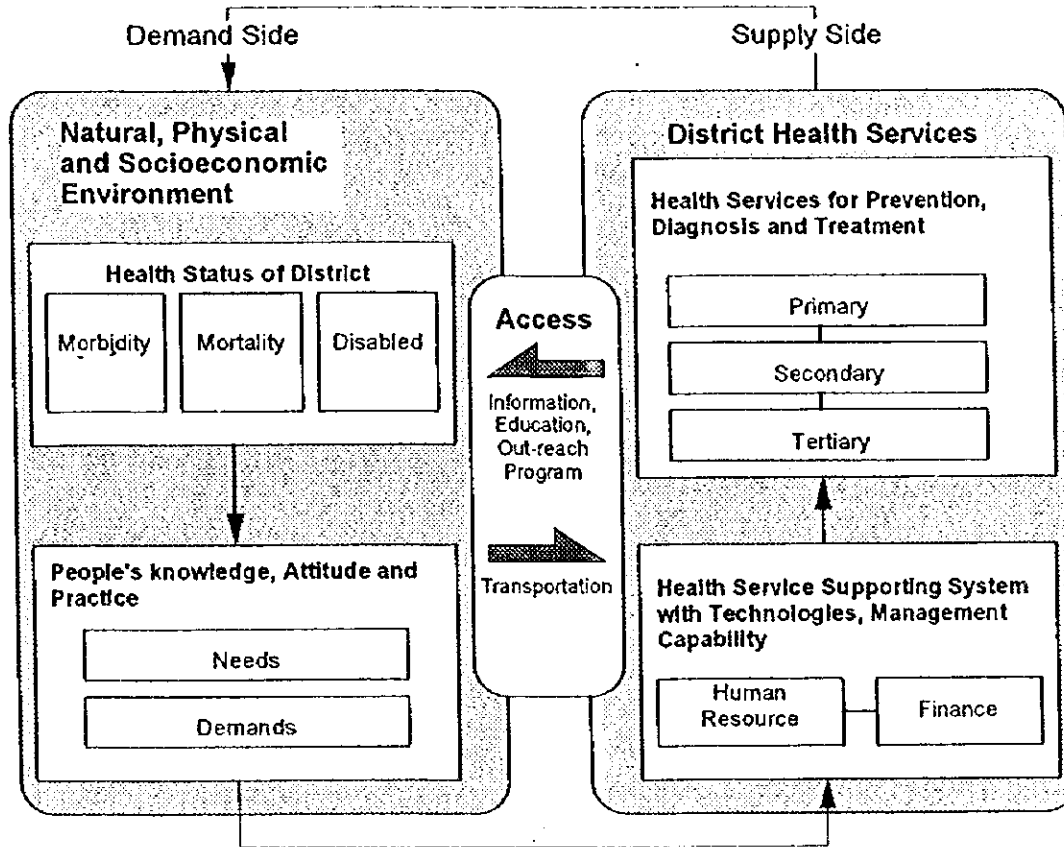 Demand Side
Supply Side
Natural, Physical
and Socioeconomic
Environment
Health Status of District
Morbidity
Mortality
Disabled
People's knowledge, Attitude and
Practice
Needs
Demands
Access
Information,
Education,
Out-reach
Program
Transportation
District Health Services
Health Services for Prevention,
Diagnosis and Treatment
Primary
Secondary
Tertiary
Health Service Supporting System
with Technologies, Management
Capability
Human
Resource
Finance